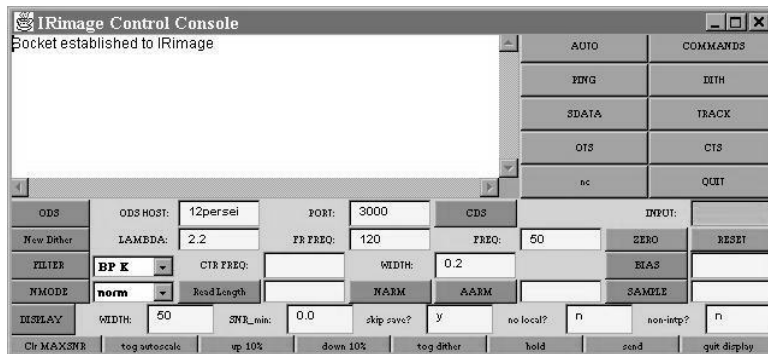 IRimage Control Console
Socket established to IRimage
AUTO COMMANDS
PING DITH
SDATA TRACK
OTS CTS
nc QUIT
ODS ODS HOST: 12persei PORT: 3000 CDS INPUT:
New Dither LAMBDA: 2.2 FR FREQ: 120 FREQ: 50 ZERO RESET
FILTER BP K CTR FREQ: WIDTH: 0.2 BIAS
NMODE norm Read Length NARM AARM SAMPLE
DISPLAY WIDTH: 50 SNR_min: 0.0 skip save? y no local? n non-intp? n
Clr MAXSNR tog autoscale up 10% down 10% tog dither hold send quit display